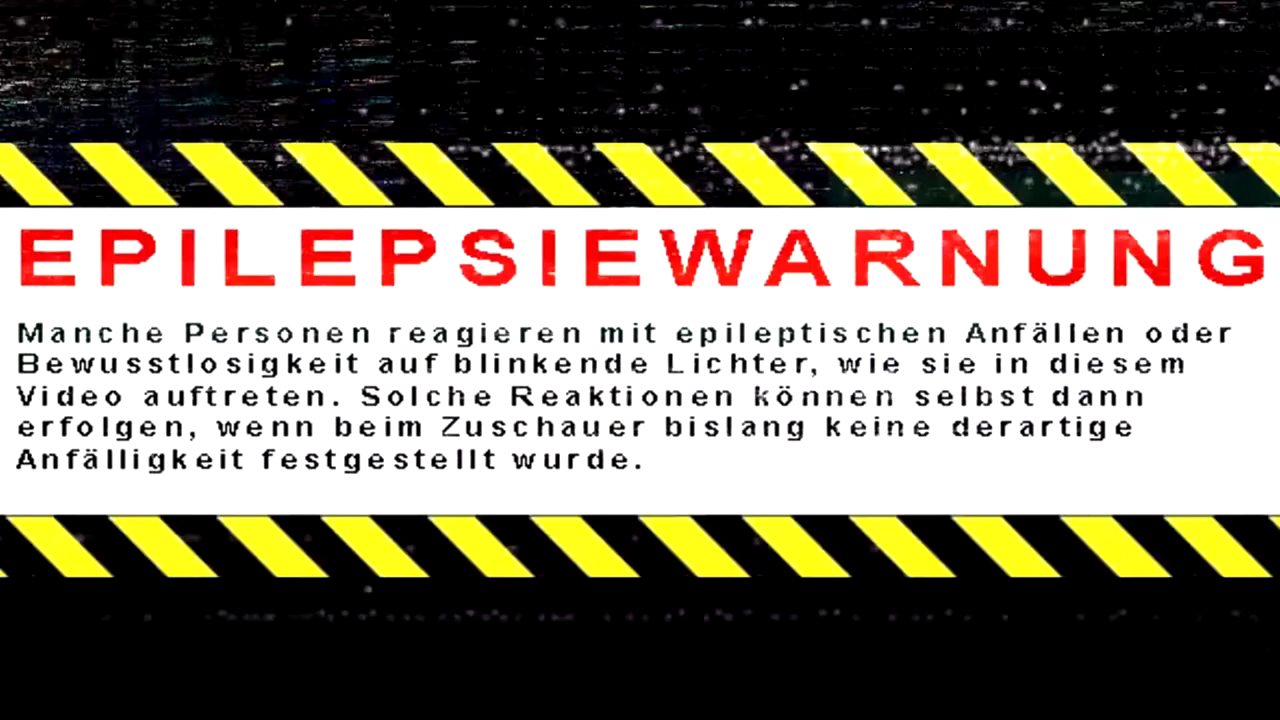 EPILEPSIEWARNUNG
Manche Personen reagieren mit epileptischen Anfällen oder
Bewusstlosigkeit auf blinkende Lichter, wie sie in diesem
Video auftreten. Solche Reaktionen können selbst dann
erfolgen, wenn beim Zuschauer bislang keine derartige
Anfälligkeit festgestellt wurde.